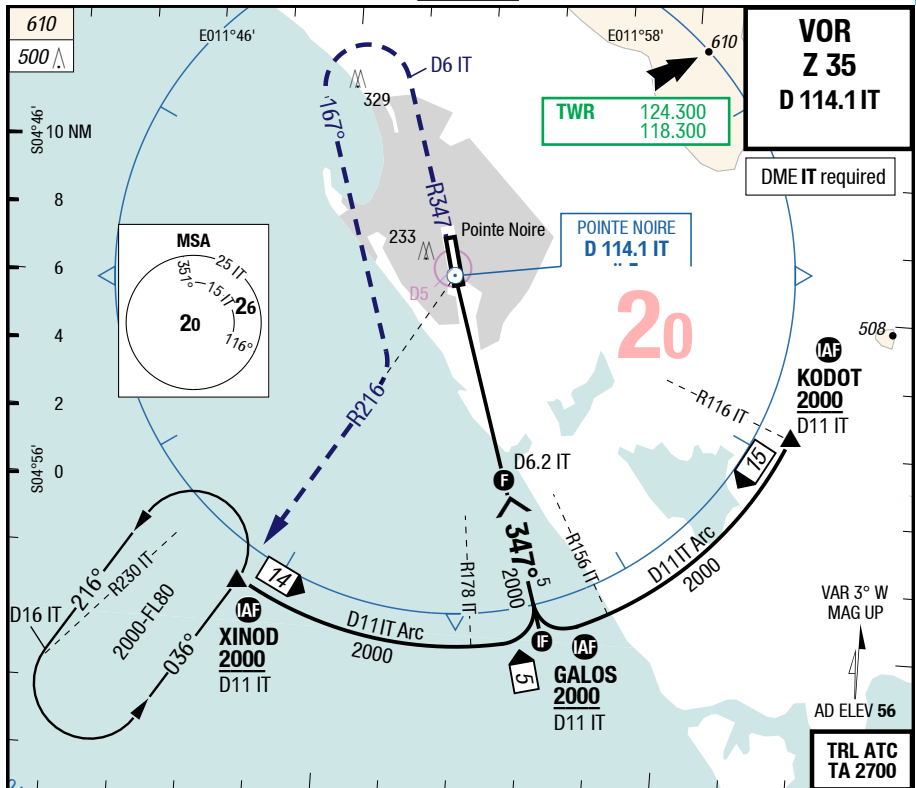 610
500
E011°46'
E011°58'
610
VOR
Z 35
D 114.1 IT
D6 IT
329
TWR 124.300
118.300
S04°46'
10 NM
167°
DME IT required
8
R347
MSA
25 IT
35°
15 IT
26
20
116°
233
Pointe Noire
POINTE NOIRE
D 114.1 IT
6
D5
20
4
508
IAF
KODOT
2000
D11 IT
2
R216
R116 IT
S04°56'
0
D6.2 IT
F
15
347°
5
2000
R156 IT
R178 IT
D11 IT Arc
2000
216°
R230 IT
2000-FL80
036°
D16 IT
14
IAF
XINOD
2000
D11 IT
D11 IT Arc
2000
IF
IAF
5
GALOS
2000
D11 IT
VAR 3° W
MAG UP
AD ELEV 56
TRL ATC
TA 2700